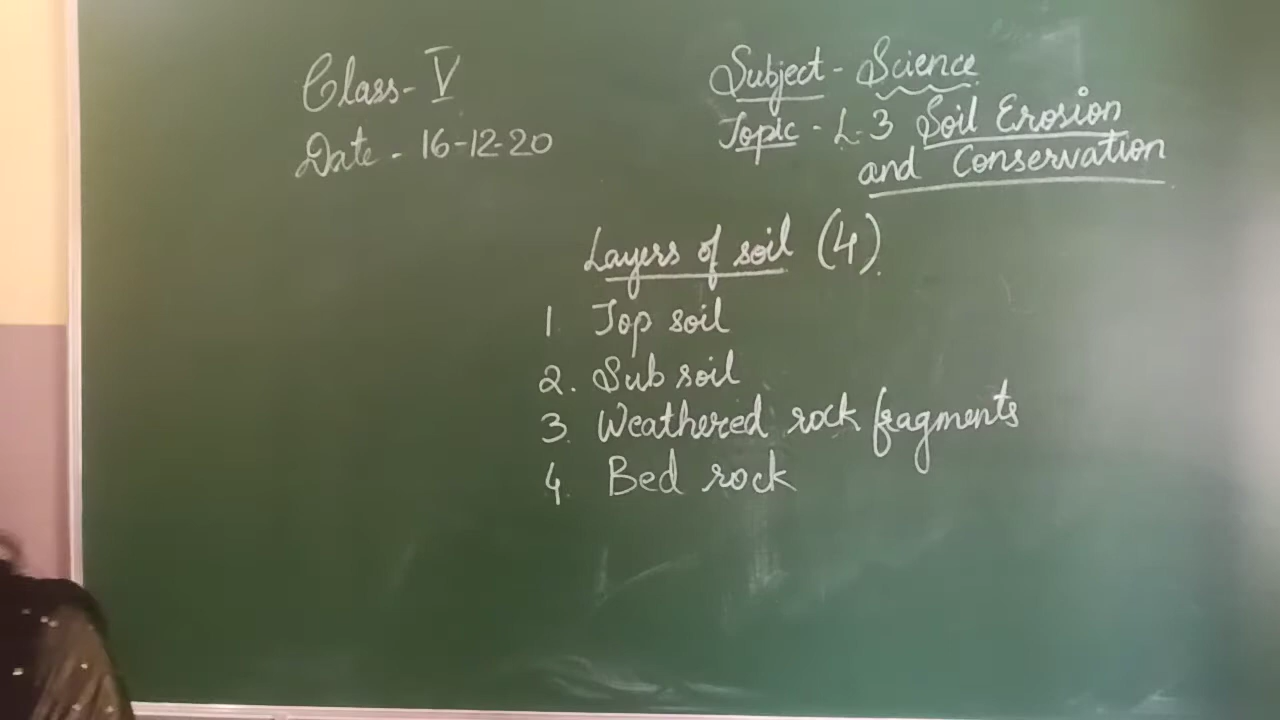 Class - V
Date - 16-12-20
Subject - Science
Topic - L-3 Soil Erosion
and Conservation
Layers of soil (4)
1. Top soil
2. Sub soil
3. Weathered rock fragments
4. Bed rock